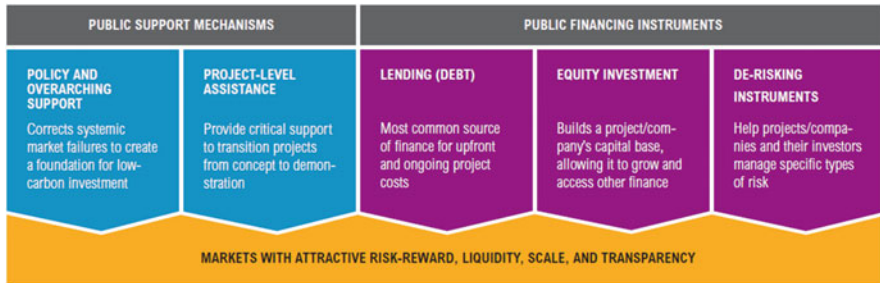 PUBLIC SUPPORT MECHANISMS
PUBLIC FINANCING INSTRUMENTS
POLICY AND
OVERARCHING
SUPPORT
Corrects systemic
market failures to create
a foundation for low-
carbon investment
PROJECT-LEVEL
ASSISTANCE
Provide critical support
to transition projects
from concept to demon-
stration
LENDING (DEBT)
Most common source
of finance for upfront
and ongoing project
costs
EQUITY INVESTMENT
Builds a project/com-
pany's capital base,
allowing it to grow and
access other finance
DE-RISKING
INSTRUMENTS
Help projects/compa-
nies and their investors
manage specific types
of risk
MARKETS WITH ATTRACTIVE RISK-REWARD, LIQUIDITY, SCALE, AND TRANSPARENCY